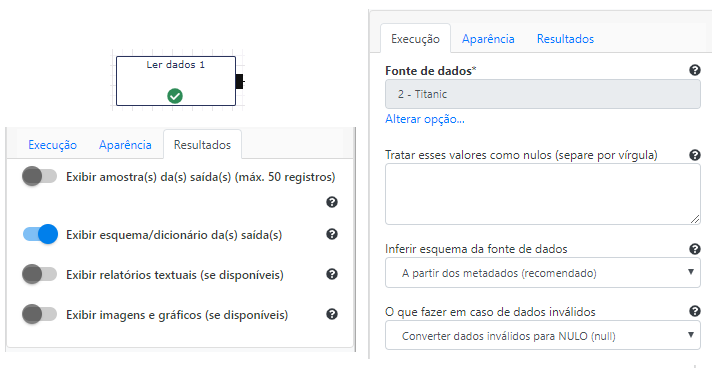 Ler dados 1
Execução Aparência Resultados
Exibir amostra(s) da(s) saída(s) (máx. 50 registros)
Exibir esquema/dicionário da(s) saída(s)
Exibir relatórios textuais (se disponíveis)
Exibir imagens e gráficos (se disponíveis)
Execução Aparência Resultados
Fonte de dados*
2 - Titanic
Alterar opção...
Tratar esses valores como nulos (separe por vírgula)
Inferir esquema da fonte de dados
A partir dos metadados (recomendado)
O que fazer em caso de dados inválidos
Converter dados inválidos para NULO (null)